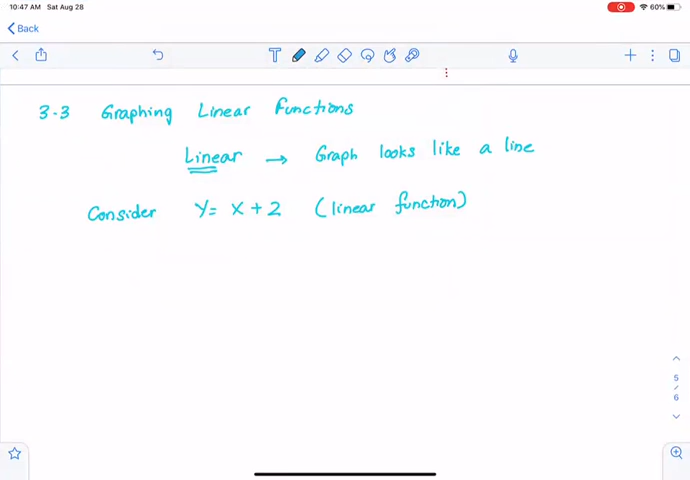 10:47 AM Sat Aug 28
60%
Back
T
3-3 Graphing Linear Functions
Linear → Graph looks like a line
Consider y= x + 2 (linear function)
5
/
6